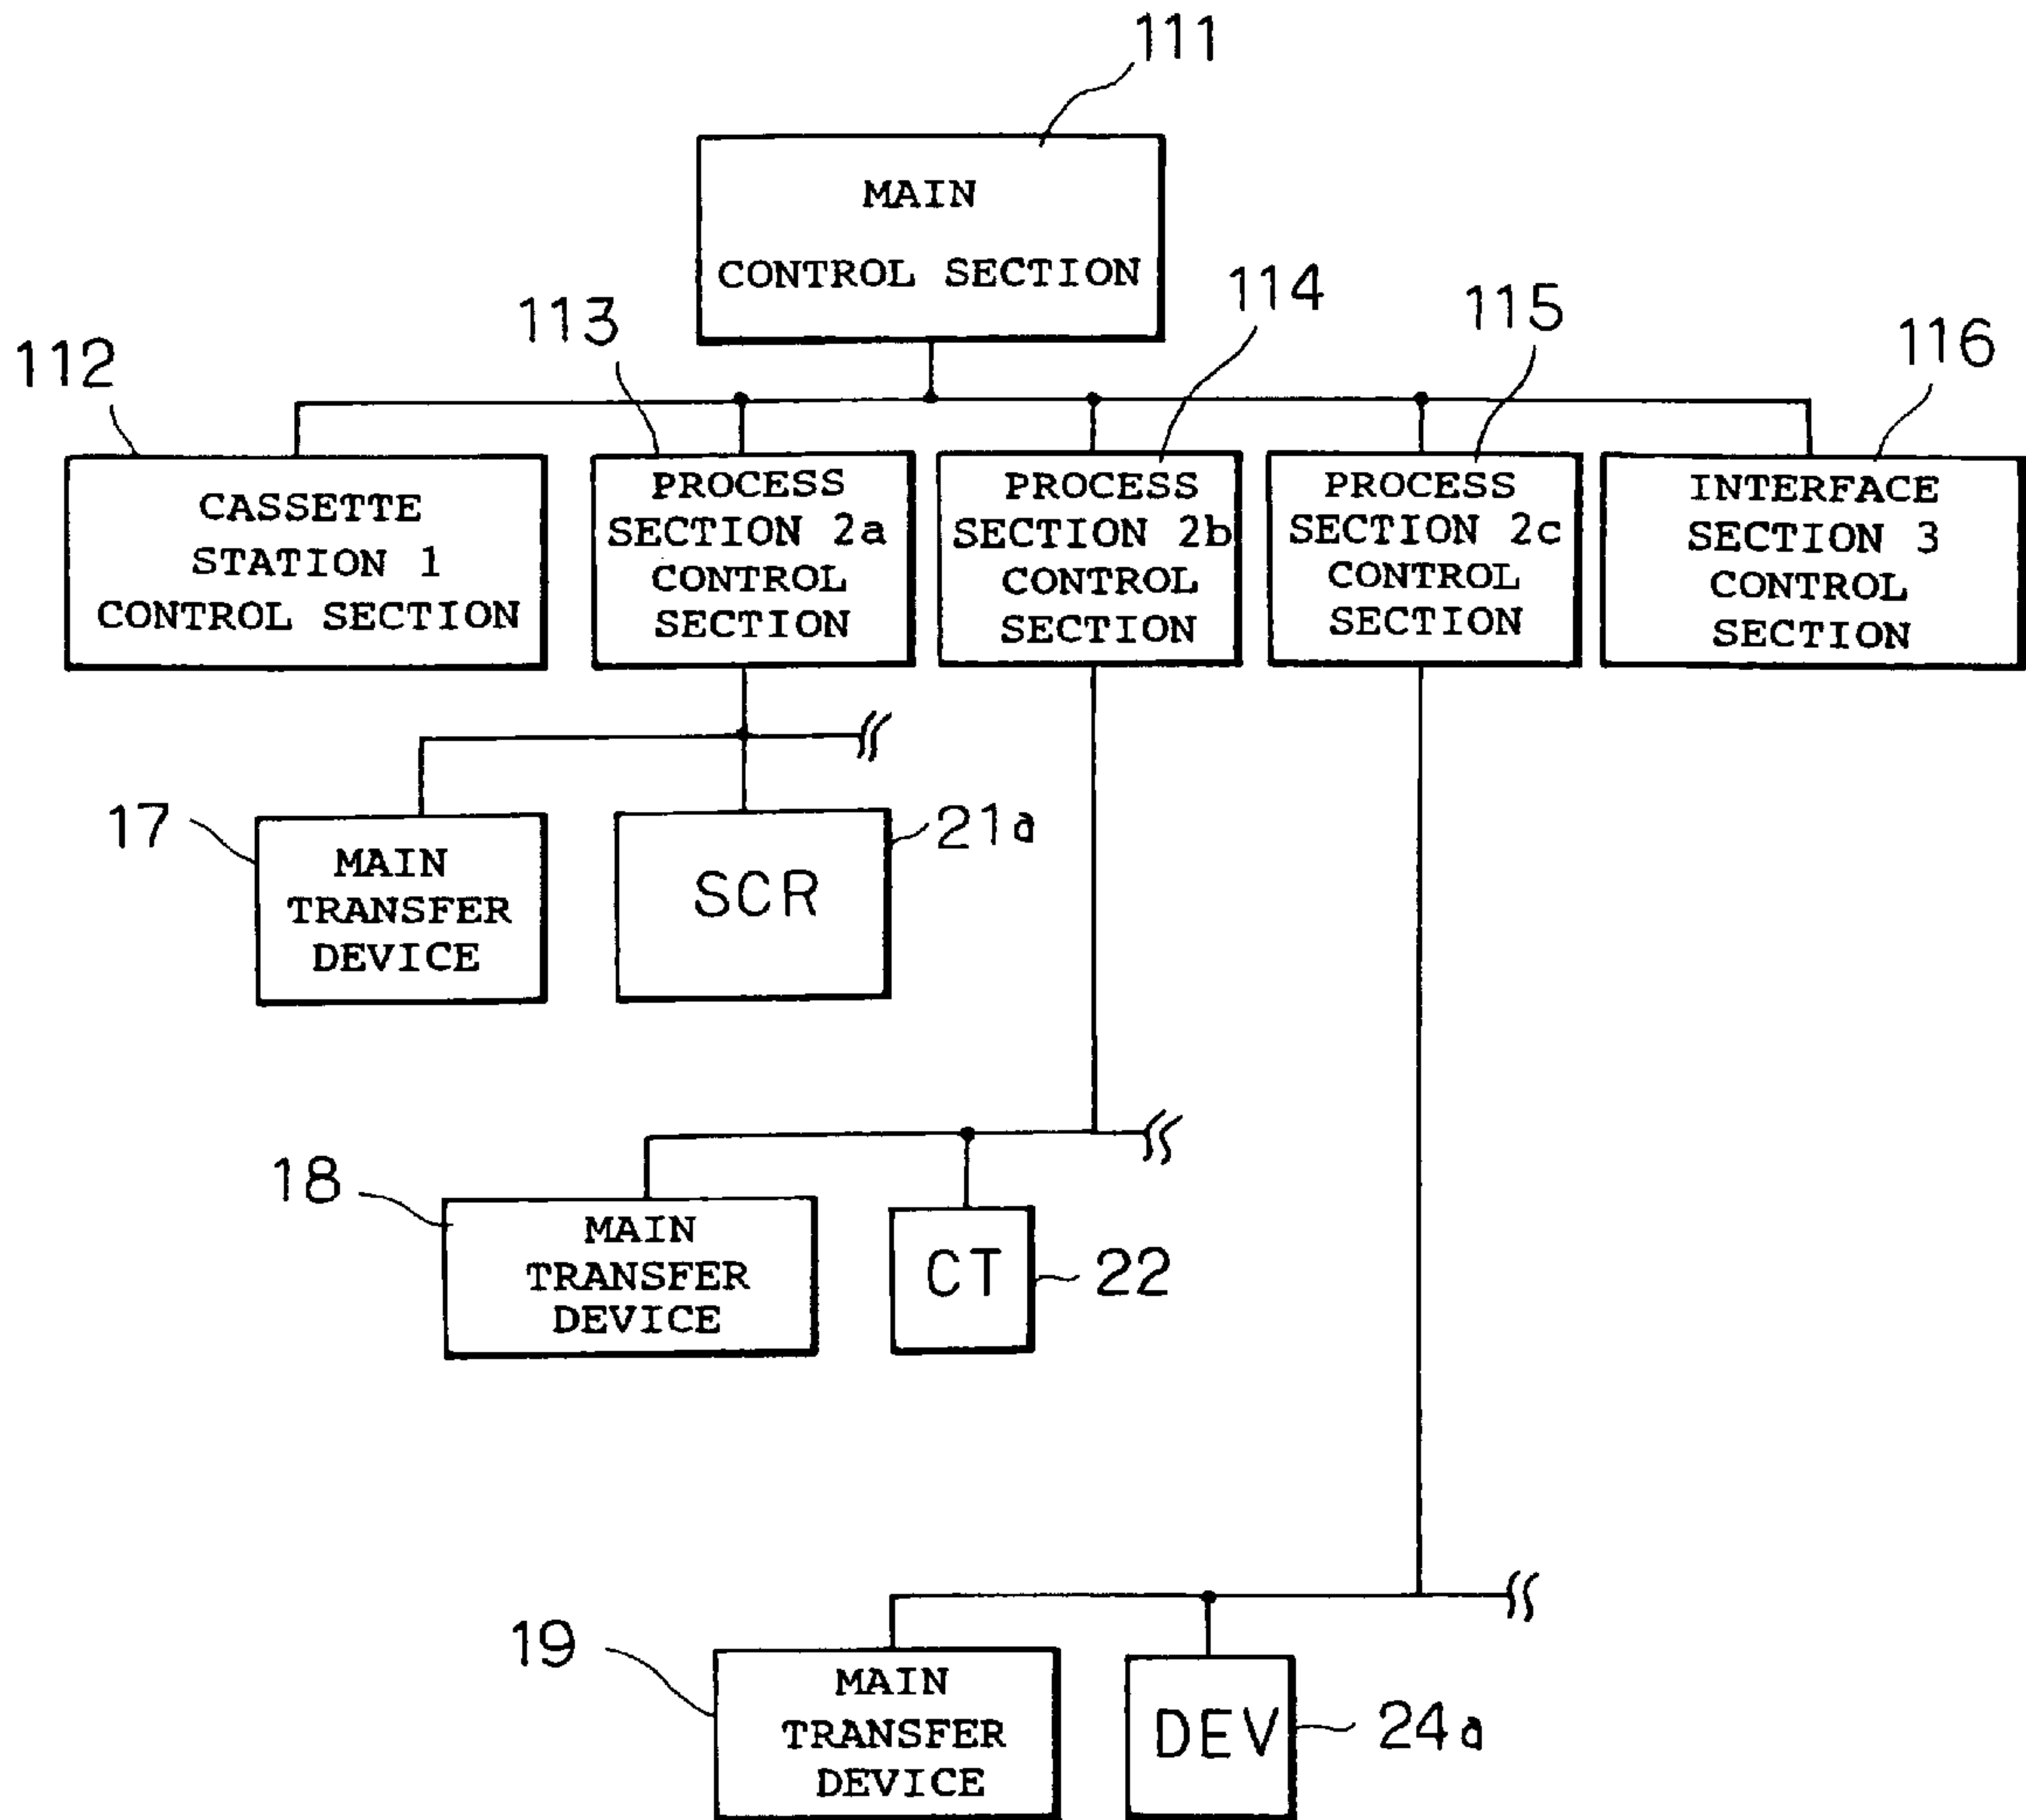 111
MAIN
CONTROL SECTION
112
113
114
115
116
CASSETTE
STATION 1
CONTROL SECTION
PROCESS
SECTION 2a
CONTROL
SECTION
PROCESS
SECTION 2b
CONTROL
SECTION
PROCESS
SECTION 2c
CONTROL
SECTION
INTERFACE
SECTION 3
CONTROL
SECTION
17
MAIN
TRANSFER
DEVICE
SCR
21a
18
MAIN
TRANSFER
DEVICE
CT
22
19
MAIN
TRANSFER
DEVICE
DEV
24a